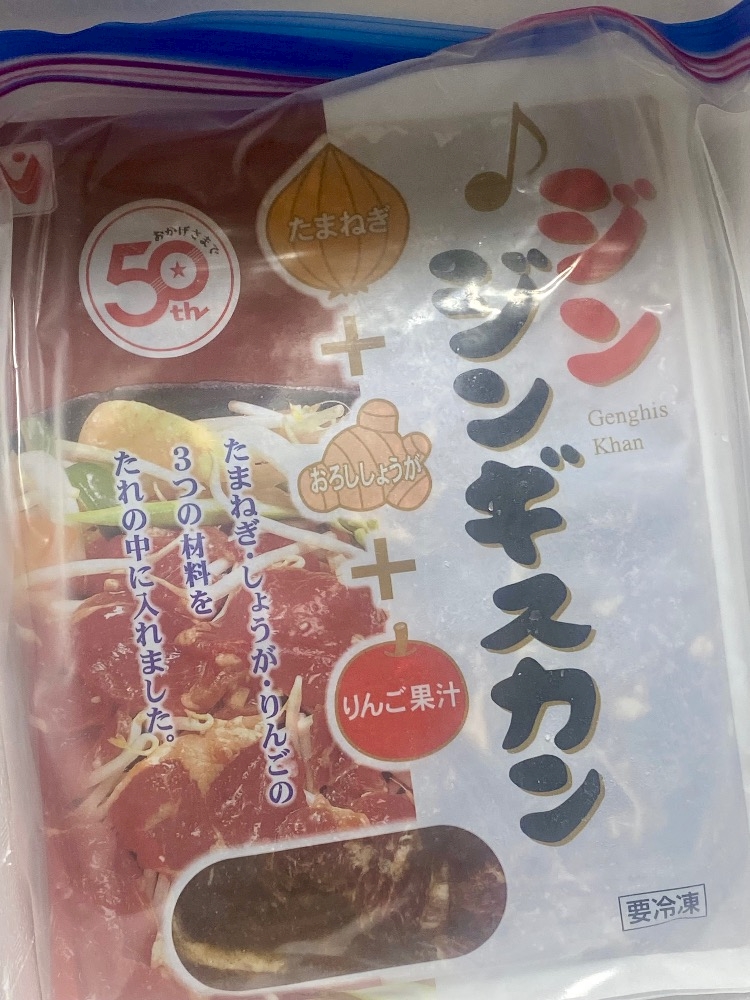 おかげさまで
50th
たまねぎ
+
おろししょうが
+
りんご果汁
♪
ジン
ジンギスカン
Genghis
Khan
たまねぎ・しょうが・りんごの
3つの材料を
たれの中に入れました。
要冷凍